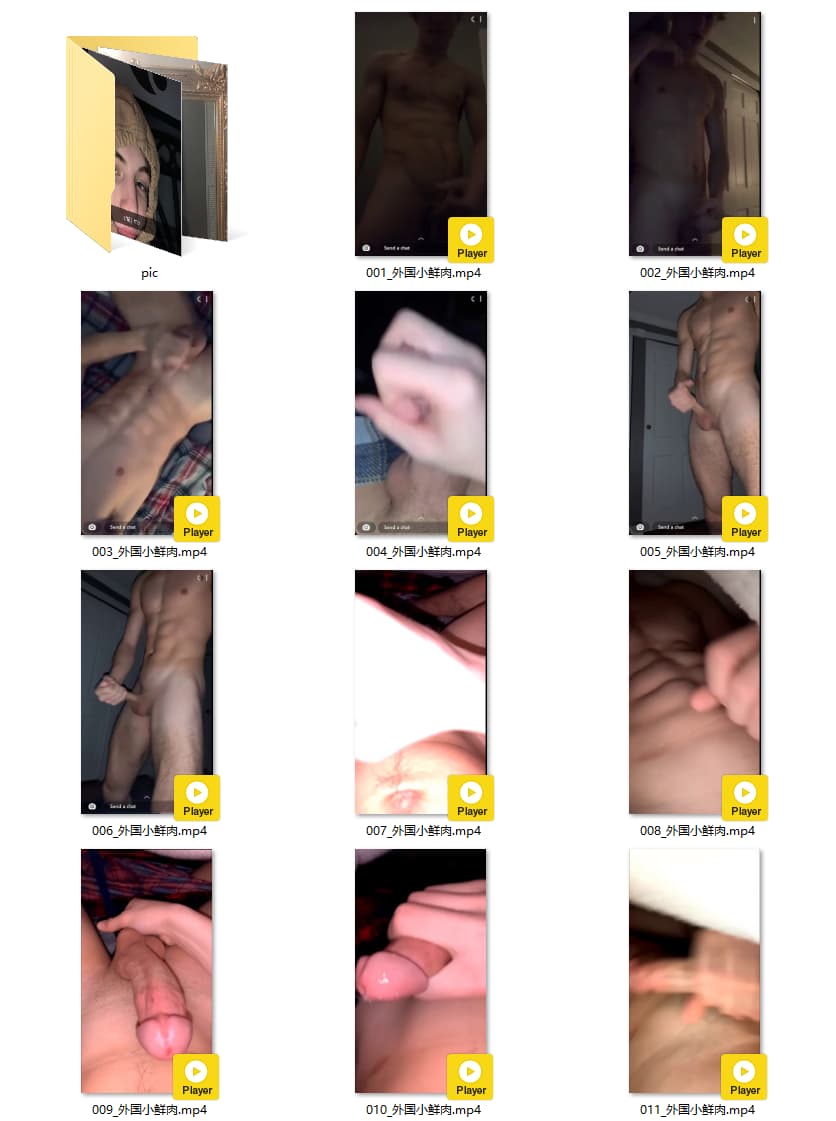 pic
Send a chat
Player
001_外国小鲜肉.mp4
Send a chat
Player
002_外国小鲜肉.mp4
Send a chat
Player
003_外国小鲜肉.mp4
Send a chat
Player
004_外国小鲜肉.mp4
Send a chat
Player
005_外国小鲜肉.mp4
Send a chat
Player
006_外国小鲜肉.mp4
Player
007_外国小鲜肉.mp4
Player
008_外国小鲜肉.mp4
Player
009_外国小鲜肉.mp4
Player
010_外国小鲜肉.mp4
Player
011_外国小鲜肉.mp4